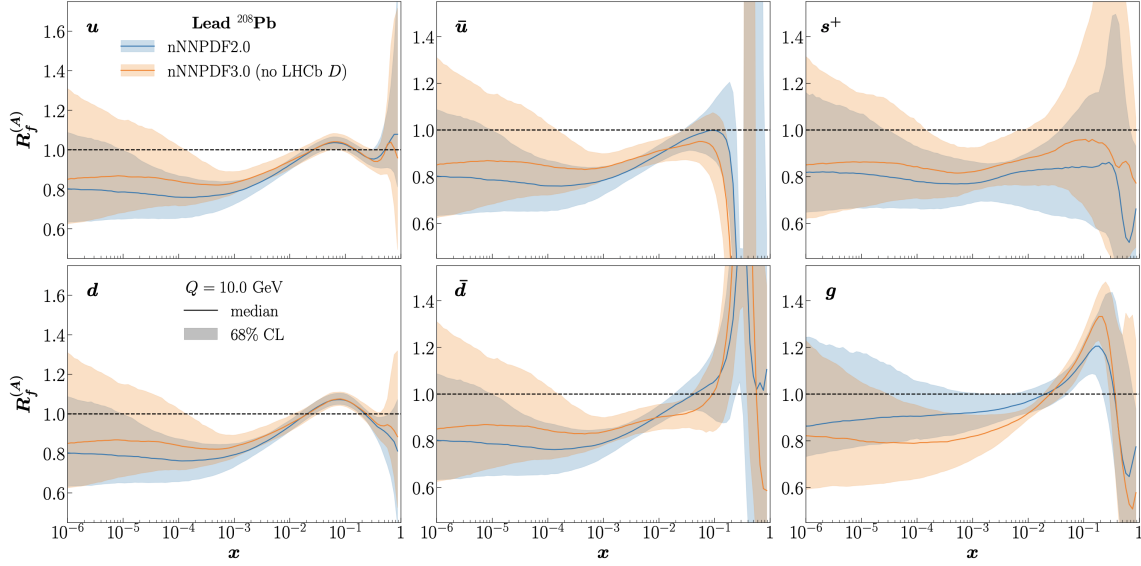 u
Lead ²⁰⁸Pb
nNNPDF2.0
nNNPDF3.0 (no LHCb D)
R_f^(A)
1.6
1.4
1.2
1.0
0.8
0.6
ū
1.4
1.2
1.0
0.8
0.6
s⁺
1.4
1.2
1.0
0.8
0.6
d
Q = 10.0 GeV
median
68% CL
R_f^(A)
1.6
1.4
1.2
1.0
0.8
0.6
10⁻⁶ 10⁻⁵ 10⁻⁴ 10⁻³ 10⁻² 10⁻¹ 1
x
d̄
1.4
1.2
1.0
0.8
0.6
10⁻⁶ 10⁻⁵ 10⁻⁴ 10⁻³ 10⁻² 10⁻¹ 1
x
g
1.4
1.2
1.0
0.8
0.6
10⁻⁶ 10⁻⁵ 10⁻⁴ 10⁻³ 10⁻² 10⁻¹ 1
x